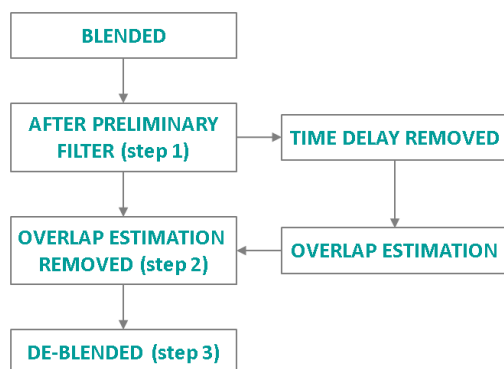 BLENDED
AFTER PRELIMINARY
FILTER (step 1)
TIME DELAY REMOVED
OVERLAP ESTIMATION
REMOVED (step 2)
OVERLAP ESTIMATION
DE-BLENDED (step 3)